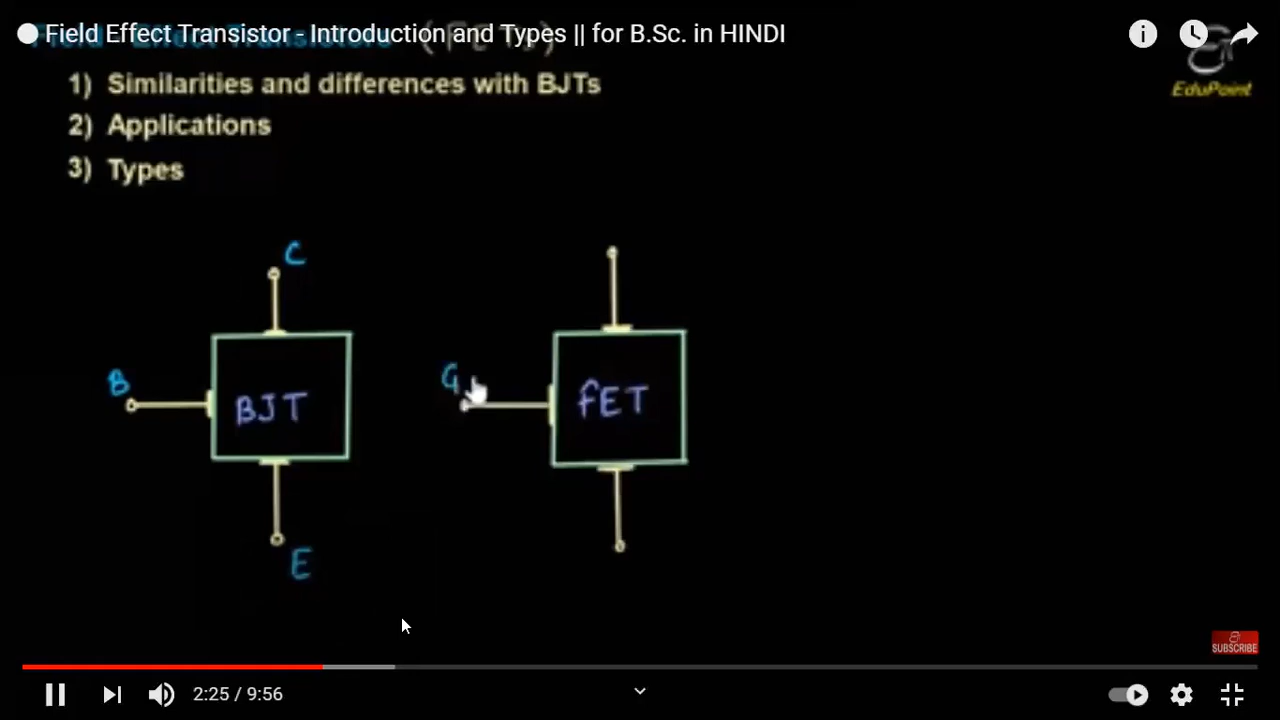 Field Effect Transistor - Introduction and Types || for B.Sc. in HINDI
1) Similarities and differences with BJTs
EduPoint
2) Applications
3) Types
C
B
BJT
G
FET
E
SUBSCRIBE
2:25 / 9:56